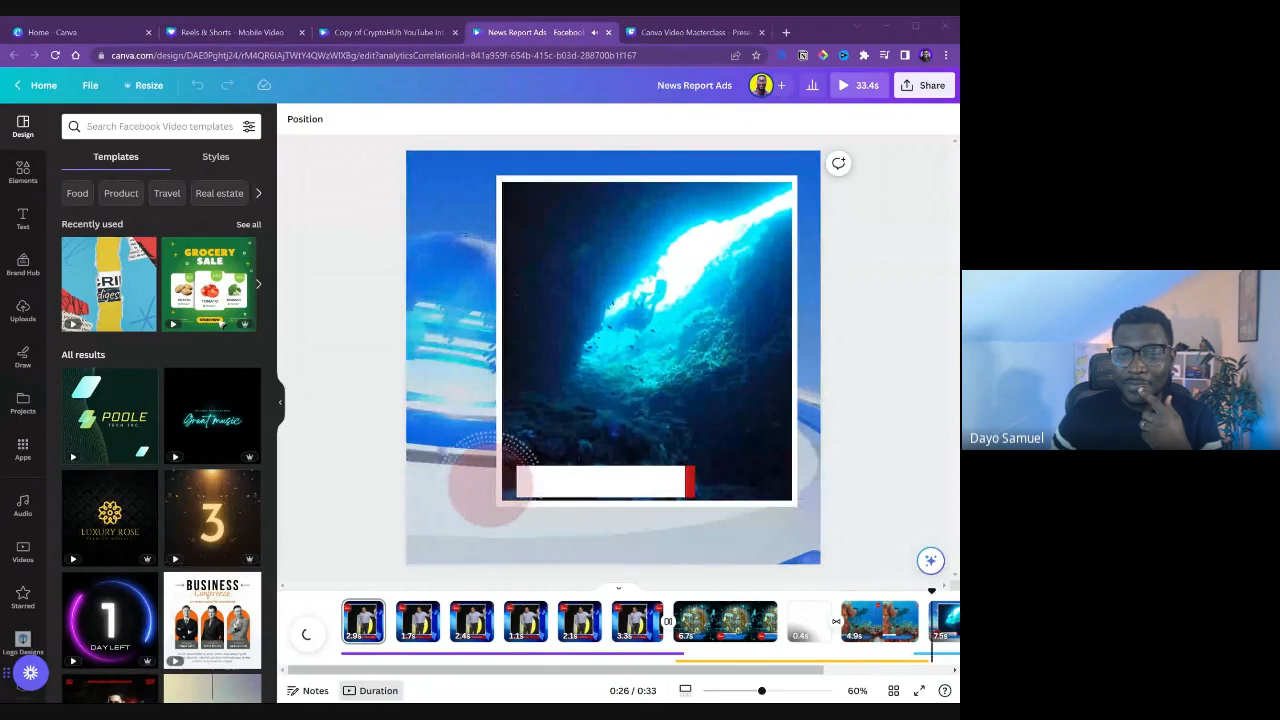 Home - Canva
Reels & Shorts - Mobile Video
Copy of CryptoHUb YouTube Int
News Report Ads - Facebook
Canva Video Masterclass - Prese
canva.com/design/DAE0Pghtj24/rM4QR6IAjTWtY4QWzWlXBg/edit?analyticsCorrelationId=841a959f-654b-415c-b03d-288700b1f167
Home
File
Resize
News Report Ads
33.4s
Share
Design
Elements
Text
Brand Hub
Uploads
Draw
Projects
Apps
Audio
Videos
Starred
Logo Designs
Search Facebook Video templates
Templates
Styles
Food
Product
Travel
Real estate
Recently used
See all
GROCERY
SALE
TOMATO
All results
POOLE
TECH INC
Great music
LUXURY ROSE
3
1
DAY LEFT
BUSINESS
Conference
Position
Dayo Samuel
2.9s
1.7s
2.4s
1.1s
2.1s
3.3s
6.7s
0.4s
4.9s
7.5s
Notes
Duration
0:26 / 0:33
60%